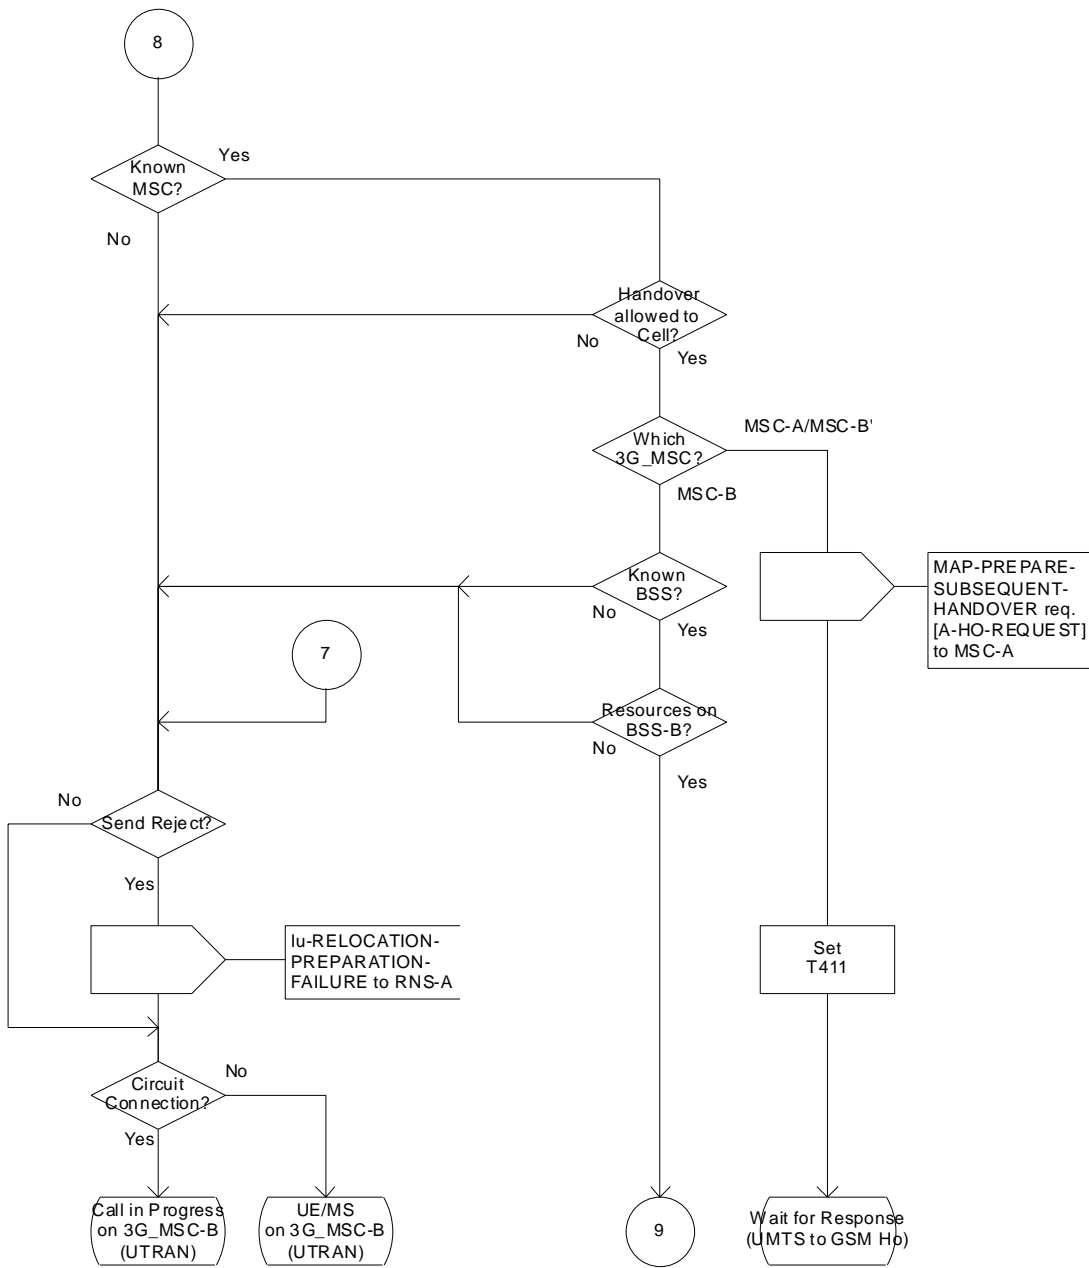 8
Known
MSC?
Yes
No
Handover
allowed to
Cell?
No
Yes
Which
3G_MSC?
MSC-A/MSC-B'
MSC-B
Known
BSS?
No
Yes
MAP-PREPARE-
SUBSEQUENT-
HANDOVER req.
[A-HO-REQUEST]
to MSC-A
7
Resources on
BSS-B?
No
Yes
No
Send Reject?
Yes
Iu-RELOCATION-
PREPARATION-
FAILURE to RNS-A
Set
T411
Circuit
Connection?
No
Yes
Call in Progress
on 3G_MSC-B
(UTRAN)
UE/MS
on 3G_MSC-B
(UTRAN)
9
Wait for Response
(UMTS to GSM Ho)